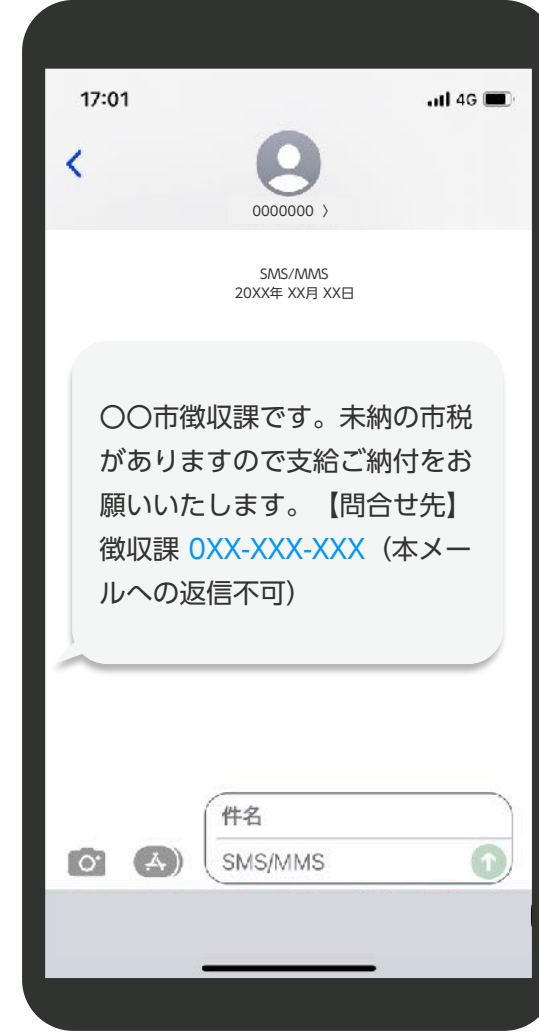 17:01
4G
0000000 〉
SMS/MMS
20XX年 XX月 XX日
〇〇市徴収課です。未納の市税
がありますので支給ご納付をお
願いいたします。【問合せ先】
徴収課 0XX-XXX-XXX（本メー
ルへの返信不可）
件名
SMS/MMS